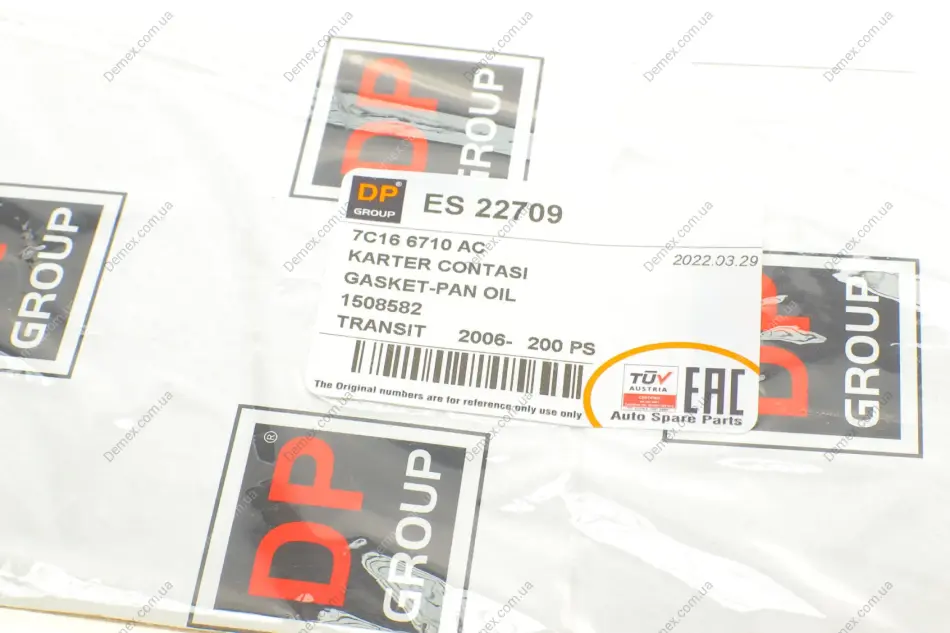 DP®
GROUP
DP
GROUP
ES 22709
7C16 6710 AC
2022.03.29
KARTER CONTASI
GASKET-PAN OIL
1508582
TRANSIT 2006- 200 PS
The Original numbers are for reference only use only
TÜV
AUSTRIA
EAC
Auto Spare Parts
GROUP
DP
GROUP
DP®
GROUP
Demex.com.ua